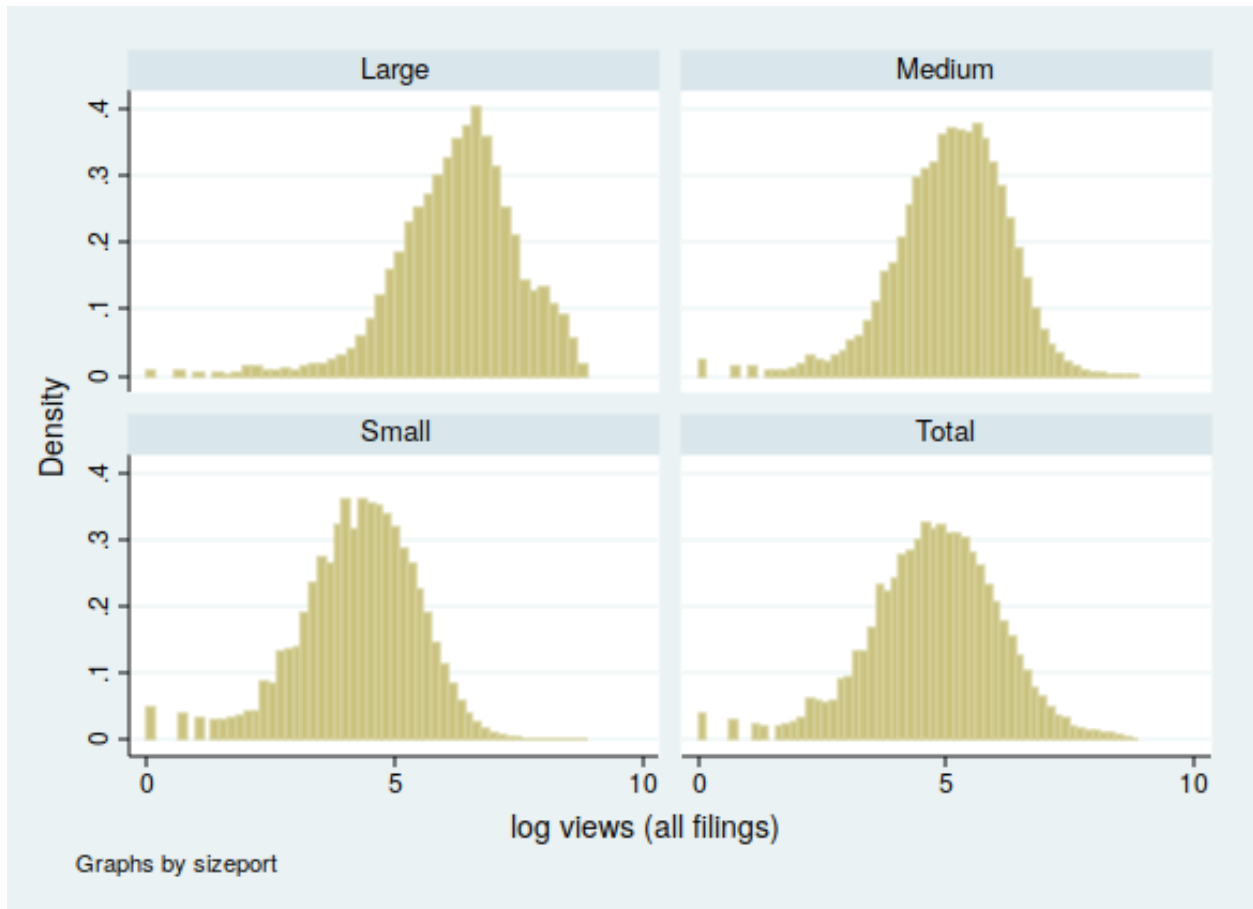 Large
Medium
.4
.3
.2
.1
0
Small
Total
.4
.3
.2
.1
0
Density
0
5
10
0
5
10
log views (all filings)
Graphs by sizeport